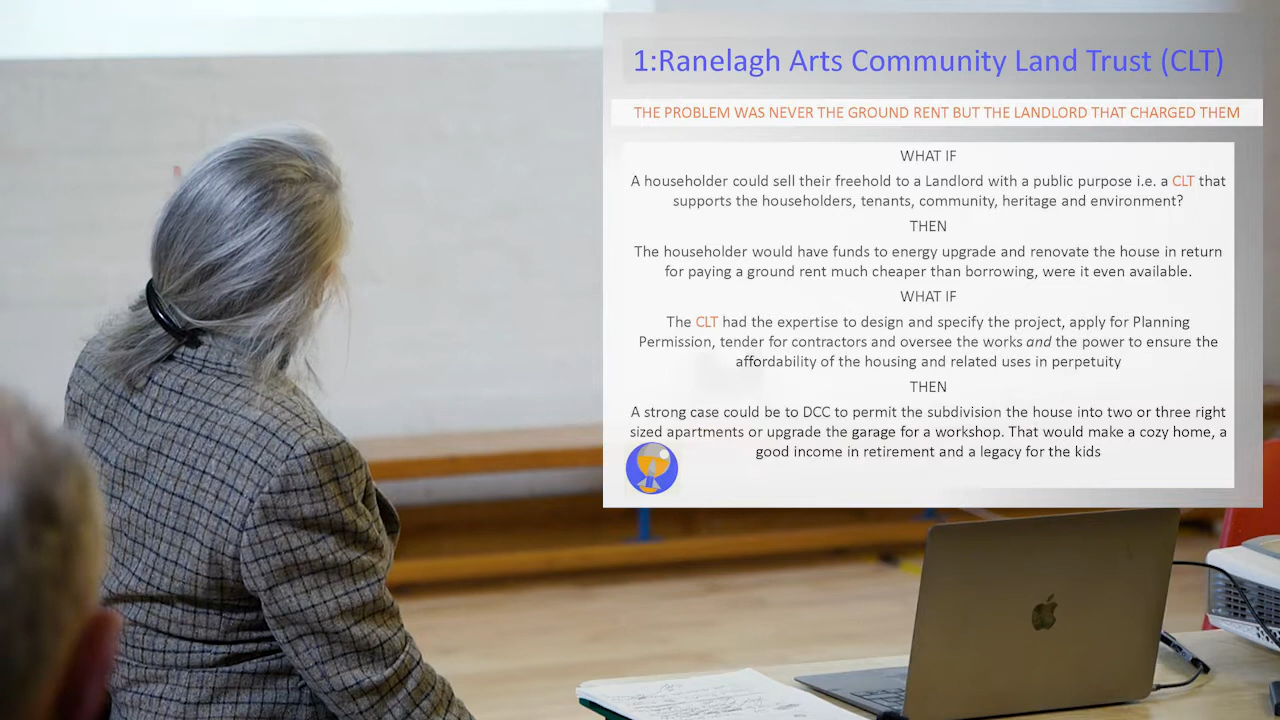 1:Ranelagh Arts Community Land Trust (CLT)
THE PROBLEM WAS NEVER THE GROUND RENT BUT THE LANDLORD THAT CHARGED THEM
WHAT IF
A householder could sell their freehold to a Landlord with a public purpose i.e. a CLT that
supports the householders, tenants, community, heritage and environment?
THEN
The householder would have funds to energy upgrade and renovate the house in return
for paying a ground rent much cheaper than borrowing, were it even available.
WHAT IF
The CLT had the expertise to design and specify the project, apply for Planning
Permission, tender for contractors and oversee the works and the power to ensure the
affordability of the housing and related uses in perpetuity
THEN
A strong case could be to DCC to permit the subdivision the house into two or three right
sized apartments or upgrade the garage for a workshop. That would make a cozy home, a
good income in retirement and a legacy for the kids